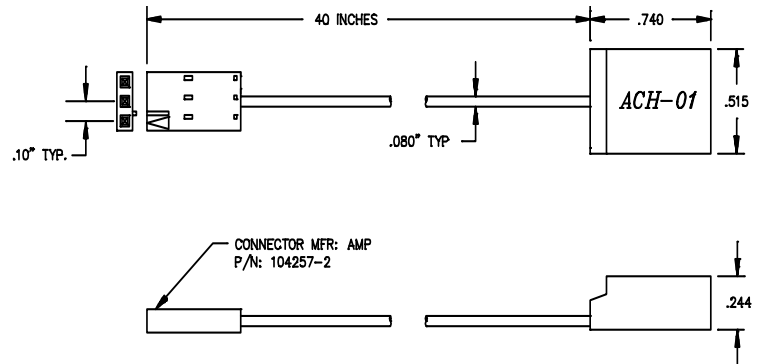 40 INCHES
.740
ACH-01
.515
.10" TYP.
.080" TYP
CONNECTOR MFR: AMP
P/N: 104257-2
.244